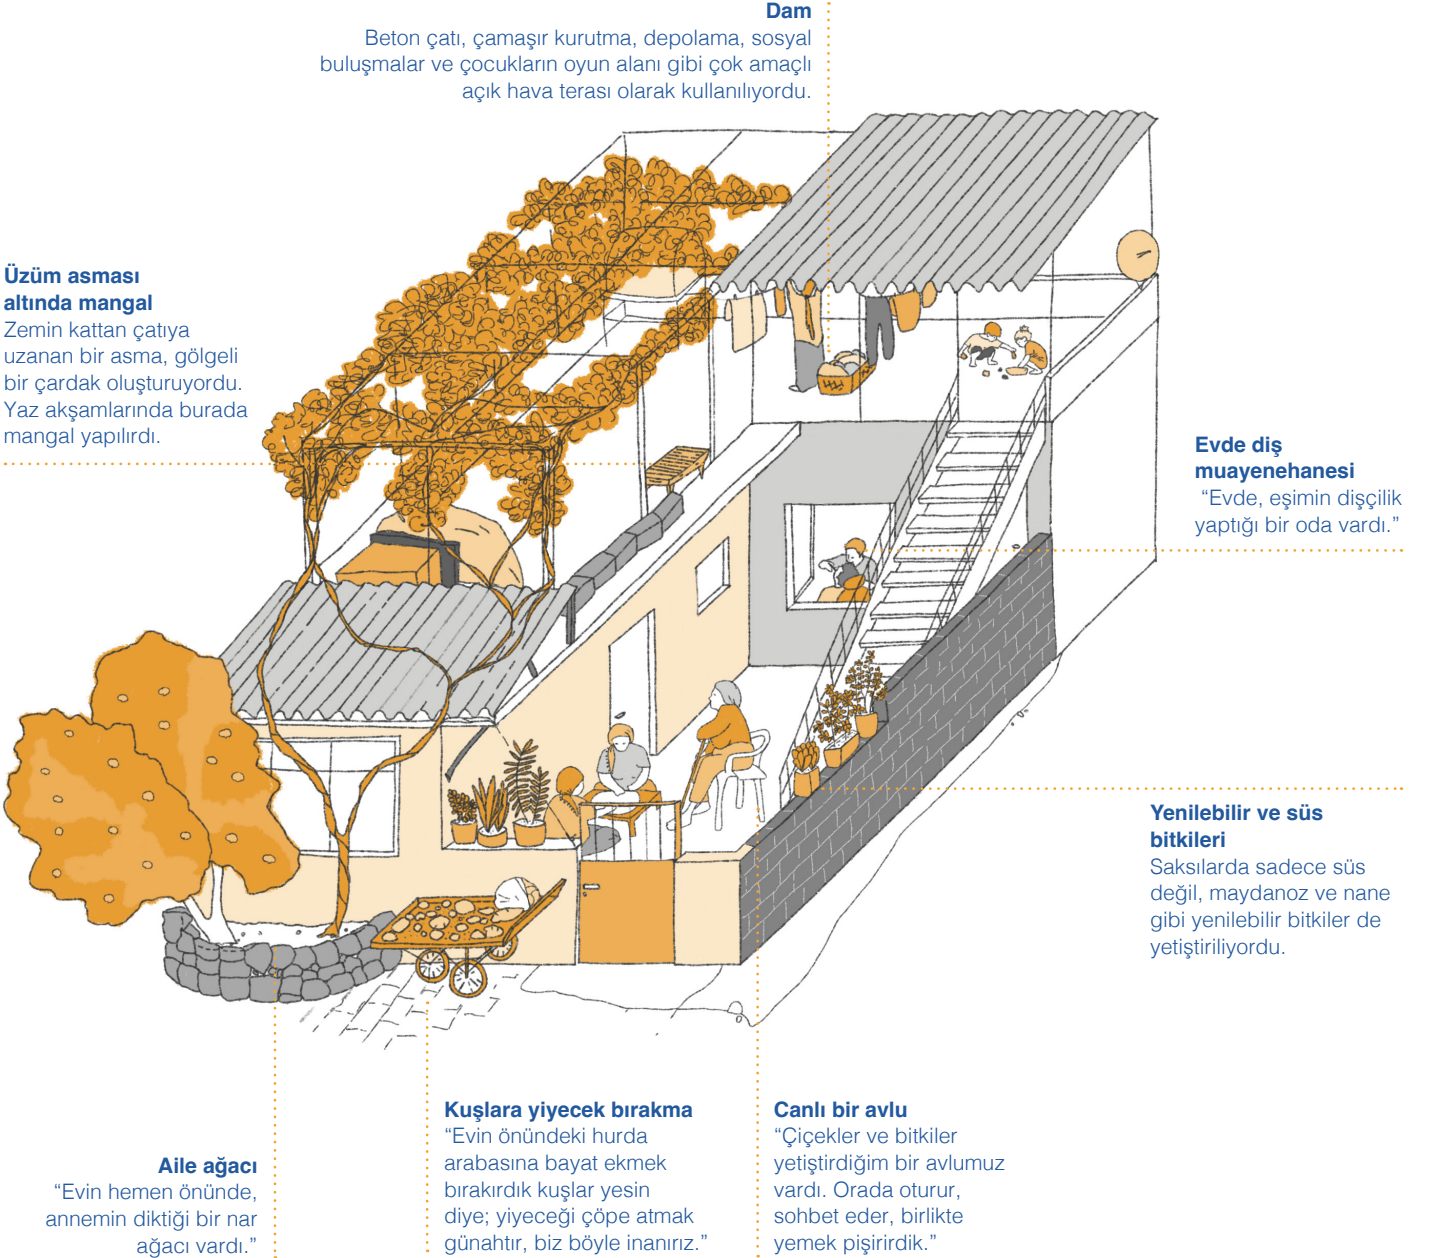 Dam
Beton çatı, çamaşır kurutma, depolama, sosyal
buluşmalar ve çocukların oyun alanı gibi çok amaçlı
açık hava terası olarak kullanılıyordu.
Üzüm asması
altında mangal
Zemin kattan çatıya
uzanan bir asma, gölgeli
bir çardak oluşturuyordu.
Yaz akşamlarında burada
mangal yapılırdı.
Evde diş
muayenehanesi
“Evde, eşimin dişçilik
yaptığı bir oda vardı.”
Yenilebilir ve süs
bitkileri
Saksılarda sadece süs
değil, maydanoz ve nane
gibi yenilebilir bitkiler de
yetiştiriliyordu.
Aile ağacı
“Evin hemen önünde,
annemin diktiği bir nar
ağacı vardı.”
Kuşlara yiyecek bırakma
“Evin önündeki hurda
arabasına bayat ekmek
bırakırdık kuşlar yesin
diye; yiyeceği çöpe atmak
günahtır, biz böyle inanırız.”
Canlı bir avlu
“Çiçekler ve bitkiler
yetiştirdiğim bir avlumuz
vardı. Orada oturur,
sohbet eder, birlikte
yemek pişirirdik.”